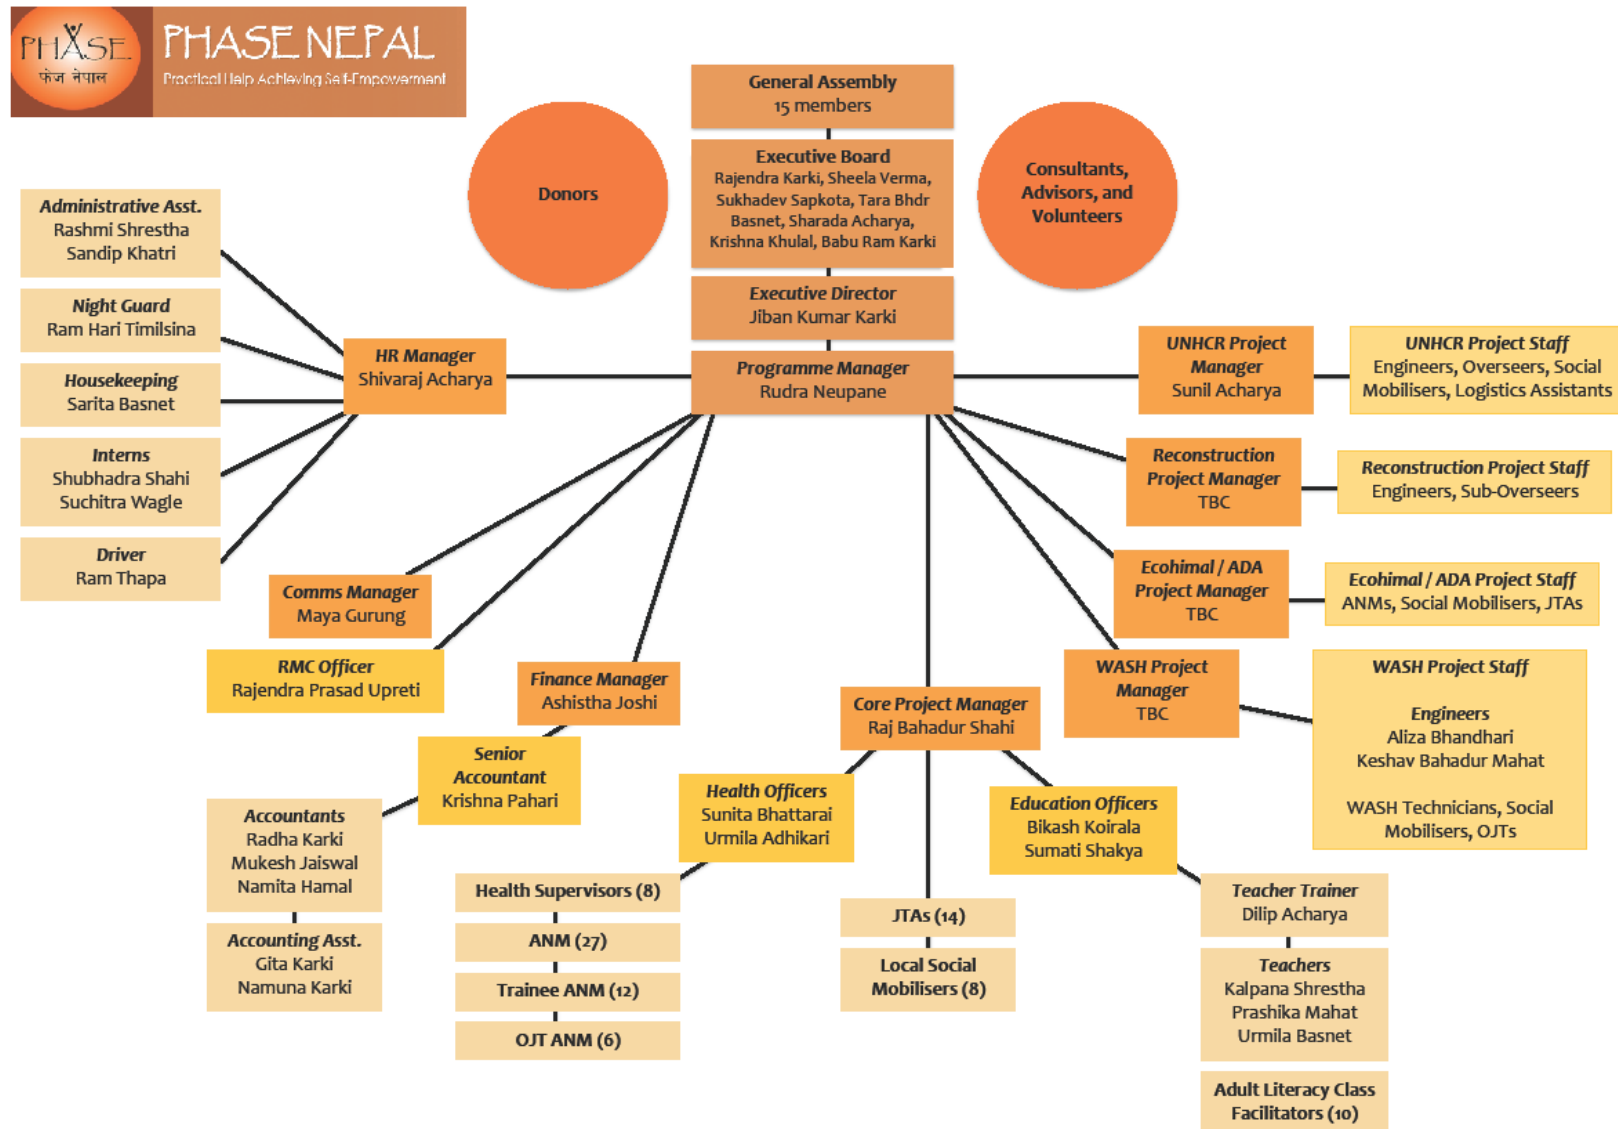 PHASE
फेज नेपाल
PHASE NEPAL
Practical Help Achieving Self-Empowerment
General Assembly
15 members
Executive Board
Rajendra Karki, Sheela Verma,
Sukhadev Sapkota, Tara Bhdr
Basnet, Sharada Acharya,
Krishna Khulal, Babu Ram Karki
Donors
Consultants,
Advisors, and
Volunteers
Executive Director
Jiban Kumar Karki
Programme Manager
Rudra Neupane
Administrative Asst.
Rashmi Shrestha
Sandip Khatri
Night Guard
Ram Hari Timilsina
Housekeeping
Sarita Basnet
Interns
Shubhadra Shahi
Suchitra Wagle
Driver
Ram Thapa
HR Manager
Shivaraj Acharya
Comms Manager
Maya Gurung
RMC Officer
Rajendra Prasad Upreti
Finance Manager
Ashistha Joshi
Senior
Accountant
Krishna Pahari
Accountants
Radha Karki
Mukesh Jaiswal
Namita Hamal
Accounting Asst.
Gita Karki
Namuna Karki
Core Project Manager
Raj Bahadur Shahi
Health Officers
Sunita Bhattarai
Urmila Adhikari
Health Supervisors (8)
ANM (27)
Trainee ANM (12)
OJT ANM (6)
JTAs (14)
Local Social
Mobilisers (8)
Education Officers
Bikash Koirala
Sumati Shakya
Teacher Trainer
Dilip Acharya
Teachers
Kalpana Shrestha
Prashika Mahat
Urmila Basnet
Adult Literacy Class
Facilitators (10)
UNHCR Project
Manager
Sunil Acharya
UNHCR Project Staff
Engineers, Overseers, Social
Mobilisers, Logistics Assistants
Reconstruction
Project Manager
TBC
Reconstruction Project Staff
Engineers, Sub-Overseers
Ecohimal / ADA
Project Manager
TBC
Ecohimal / ADA Project Staff
ANMs, Social Mobilisers, JTAs
WASH Project
Manager
TBC
WASH Project Staff
Engineers
Aliza Bhandhari
Keshav Bahadur Mahat
WASH Technicians, Social
Mobilisers, OJTs